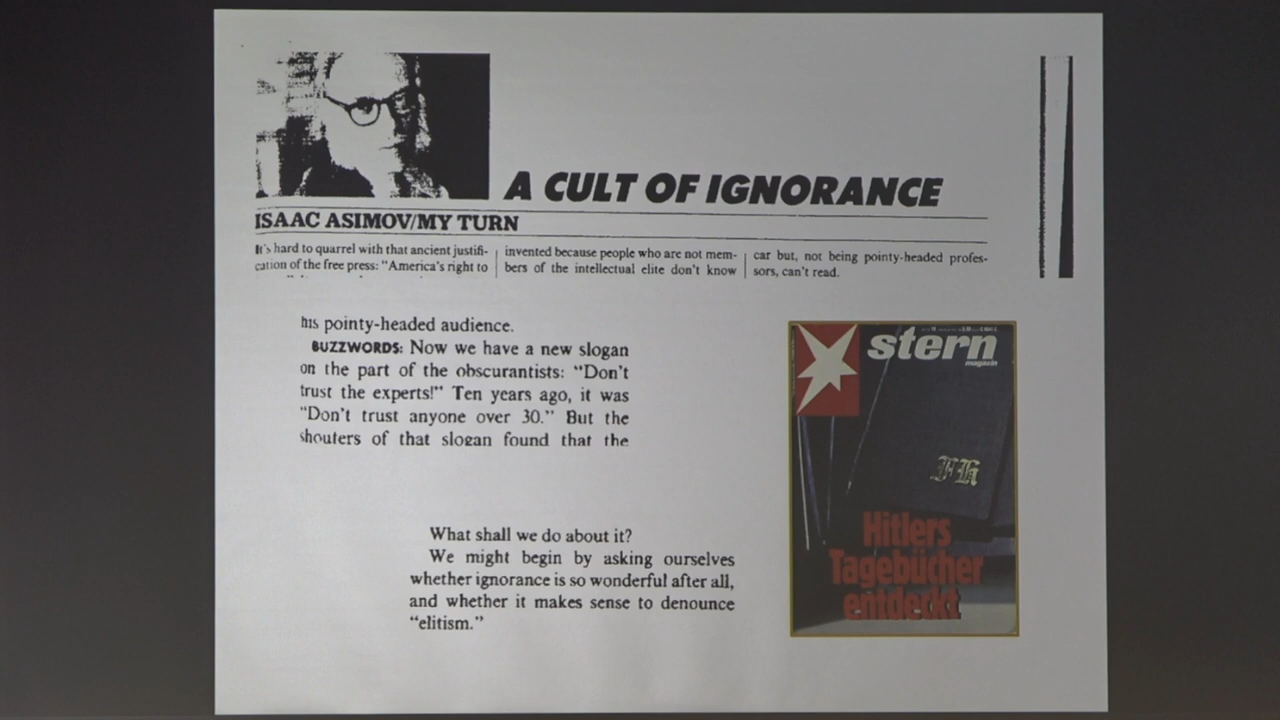 A CULT OF IGNORANCE
ISAAC ASIMOV/MY TURN
It's hard to quarrel with that ancient justifi-
cation of the free press: "America's right to
invented because people who are not mem-
bers of the intellectual elite don't know
car but, not being pointy-headed profes-
sors, can't read.
his pointy-headed audience.
BUZZWORDS: Now we have a new slogan
on the part of the obscurantists: "Don't
trust the experts!" Ten years ago, it was
"Don't trust anyone over 30." But the
shouters of that slogan found that the
What shall we do about it?
We might begin by asking ourselves
whether ignorance is so wonderful after all,
and whether it makes sense to denounce
"elitism."
stern
magazin
FH
Hitlers
Tagebücher
entdeckt